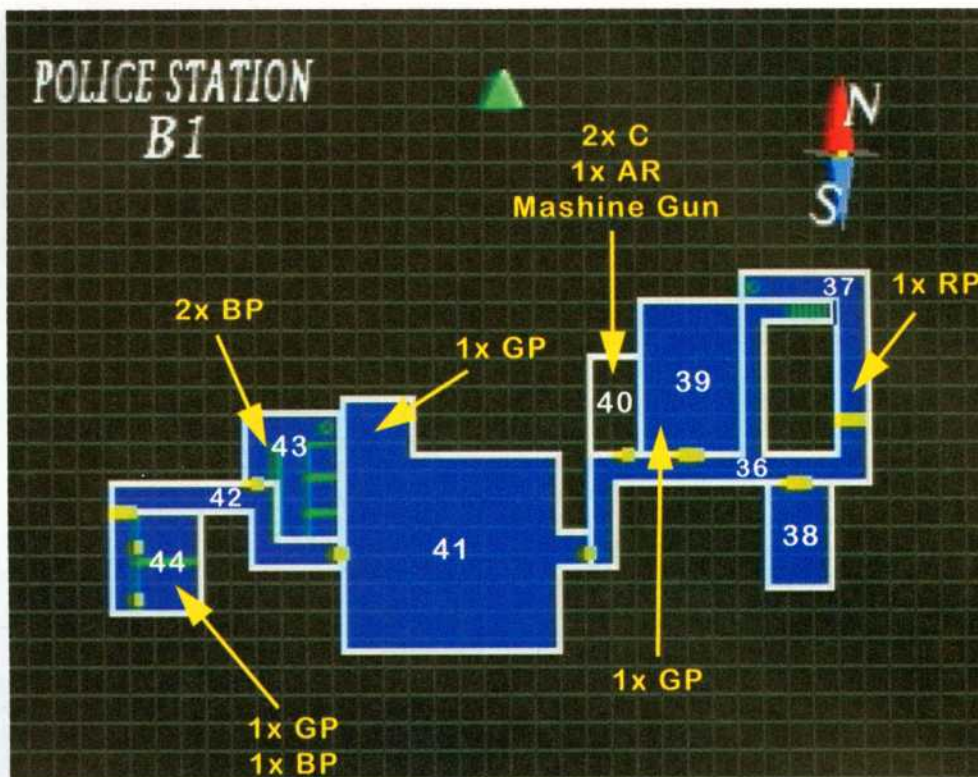 POLICE STATION
B1
N
S
2x C
1x AR
Mashine Gun
37
1x RP
2x BP
1x GP
40
39
43
36
42
41
38
44
1x GP
1x GP
1x BP